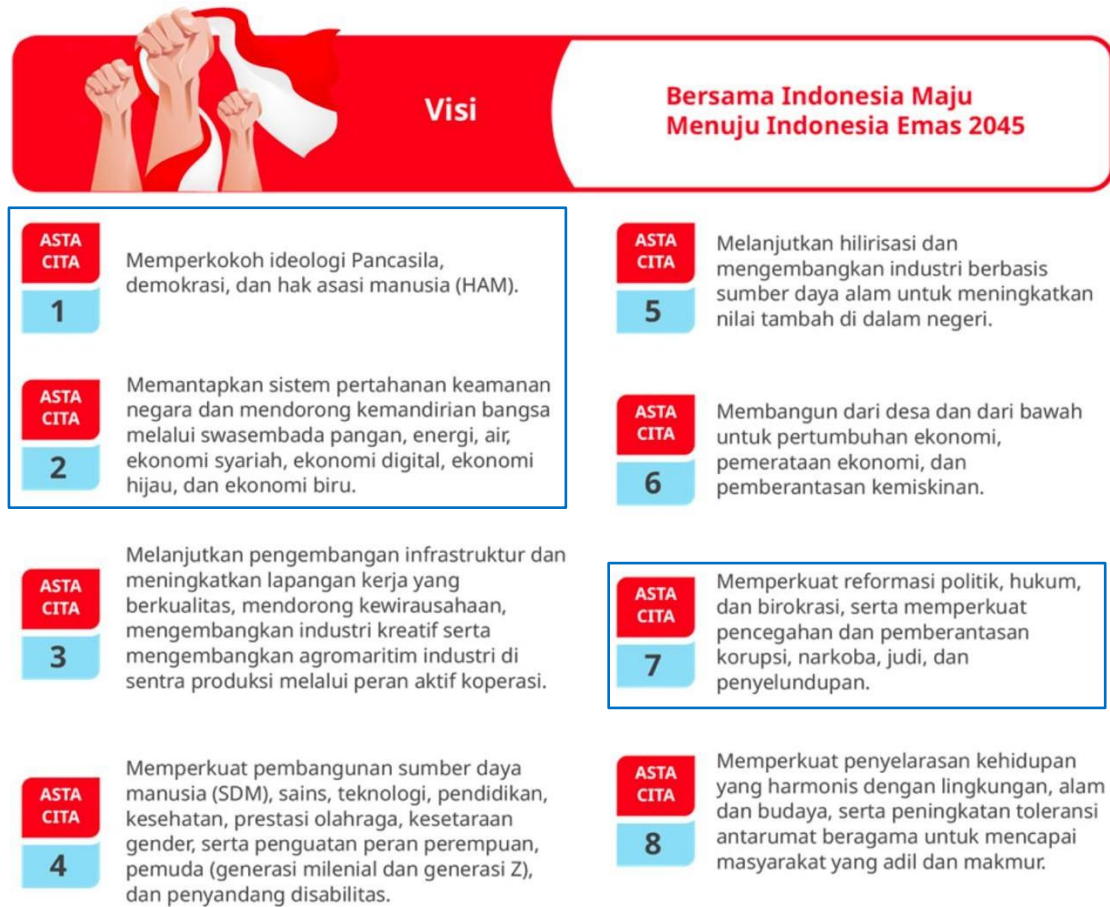 Visi
Bersama Indonesia Maju
Menuju Indonesia Emas 2045
ASTA
CITA
1
Memperkokoh ideologi Pancasila,
demokrasi, dan hak asasi manusia (HAM).
ASTA
CITA
2
Memantapkan sistem pertahanan keamanan
negara dan mendorong kemandirian bangsa
melalui swasembada pangan, energi, air,
ekonomi syariah, ekonomi digital, ekonomi
hijau, dan ekonomi biru.
ASTA
CITA
3
Melanjutkan pengembangan infrastruktur dan
meningkatkan lapangan kerja yang
berkualitas, mendorong kewirausahaan,
mengembangkan industri kreatif serta
mengembangkan agromaritim industri di
sentra produksi melalui peran aktif koperasi.
ASTA
CITA
4
Memperkuat pembangunan sumber daya
manusia (SDM), sains, teknologi, pendidikan,
kesehatan, prestasi olahraga, kesetaraan
gender, serta penguatan peran perempuan,
pemuda (generasi milenial dan generasi Z),
dan penyandang disabilitas.
ASTA
CITA
5
Melanjutkan hilirisasi dan
mengembangkan industri berbasis
sumber daya alam untuk meningkatkan
nilai tambah di dalam negeri.
ASTA
CITA
6
Membangun dari desa dan dari bawah
untuk pertumbuhan ekonomi,
pemerataan ekonomi, dan
pemberantasan kemiskinan.
ASTA
CITA
7
Memperkuat reformasi politik, hukum,
dan birokrasi, serta memperkuat
pencegahan dan pemberantasan
korupsi, narkoba, judi, dan
penyelundupan.
ASTA
CITA
8
Memperkuat penyelarasan kehidupan
yang harmonis dengan lingkungan, alam
dan budaya, serta peningkatan toleransi
antarumat beragama untuk mencapai
masyarakat yang adil dan makmur.